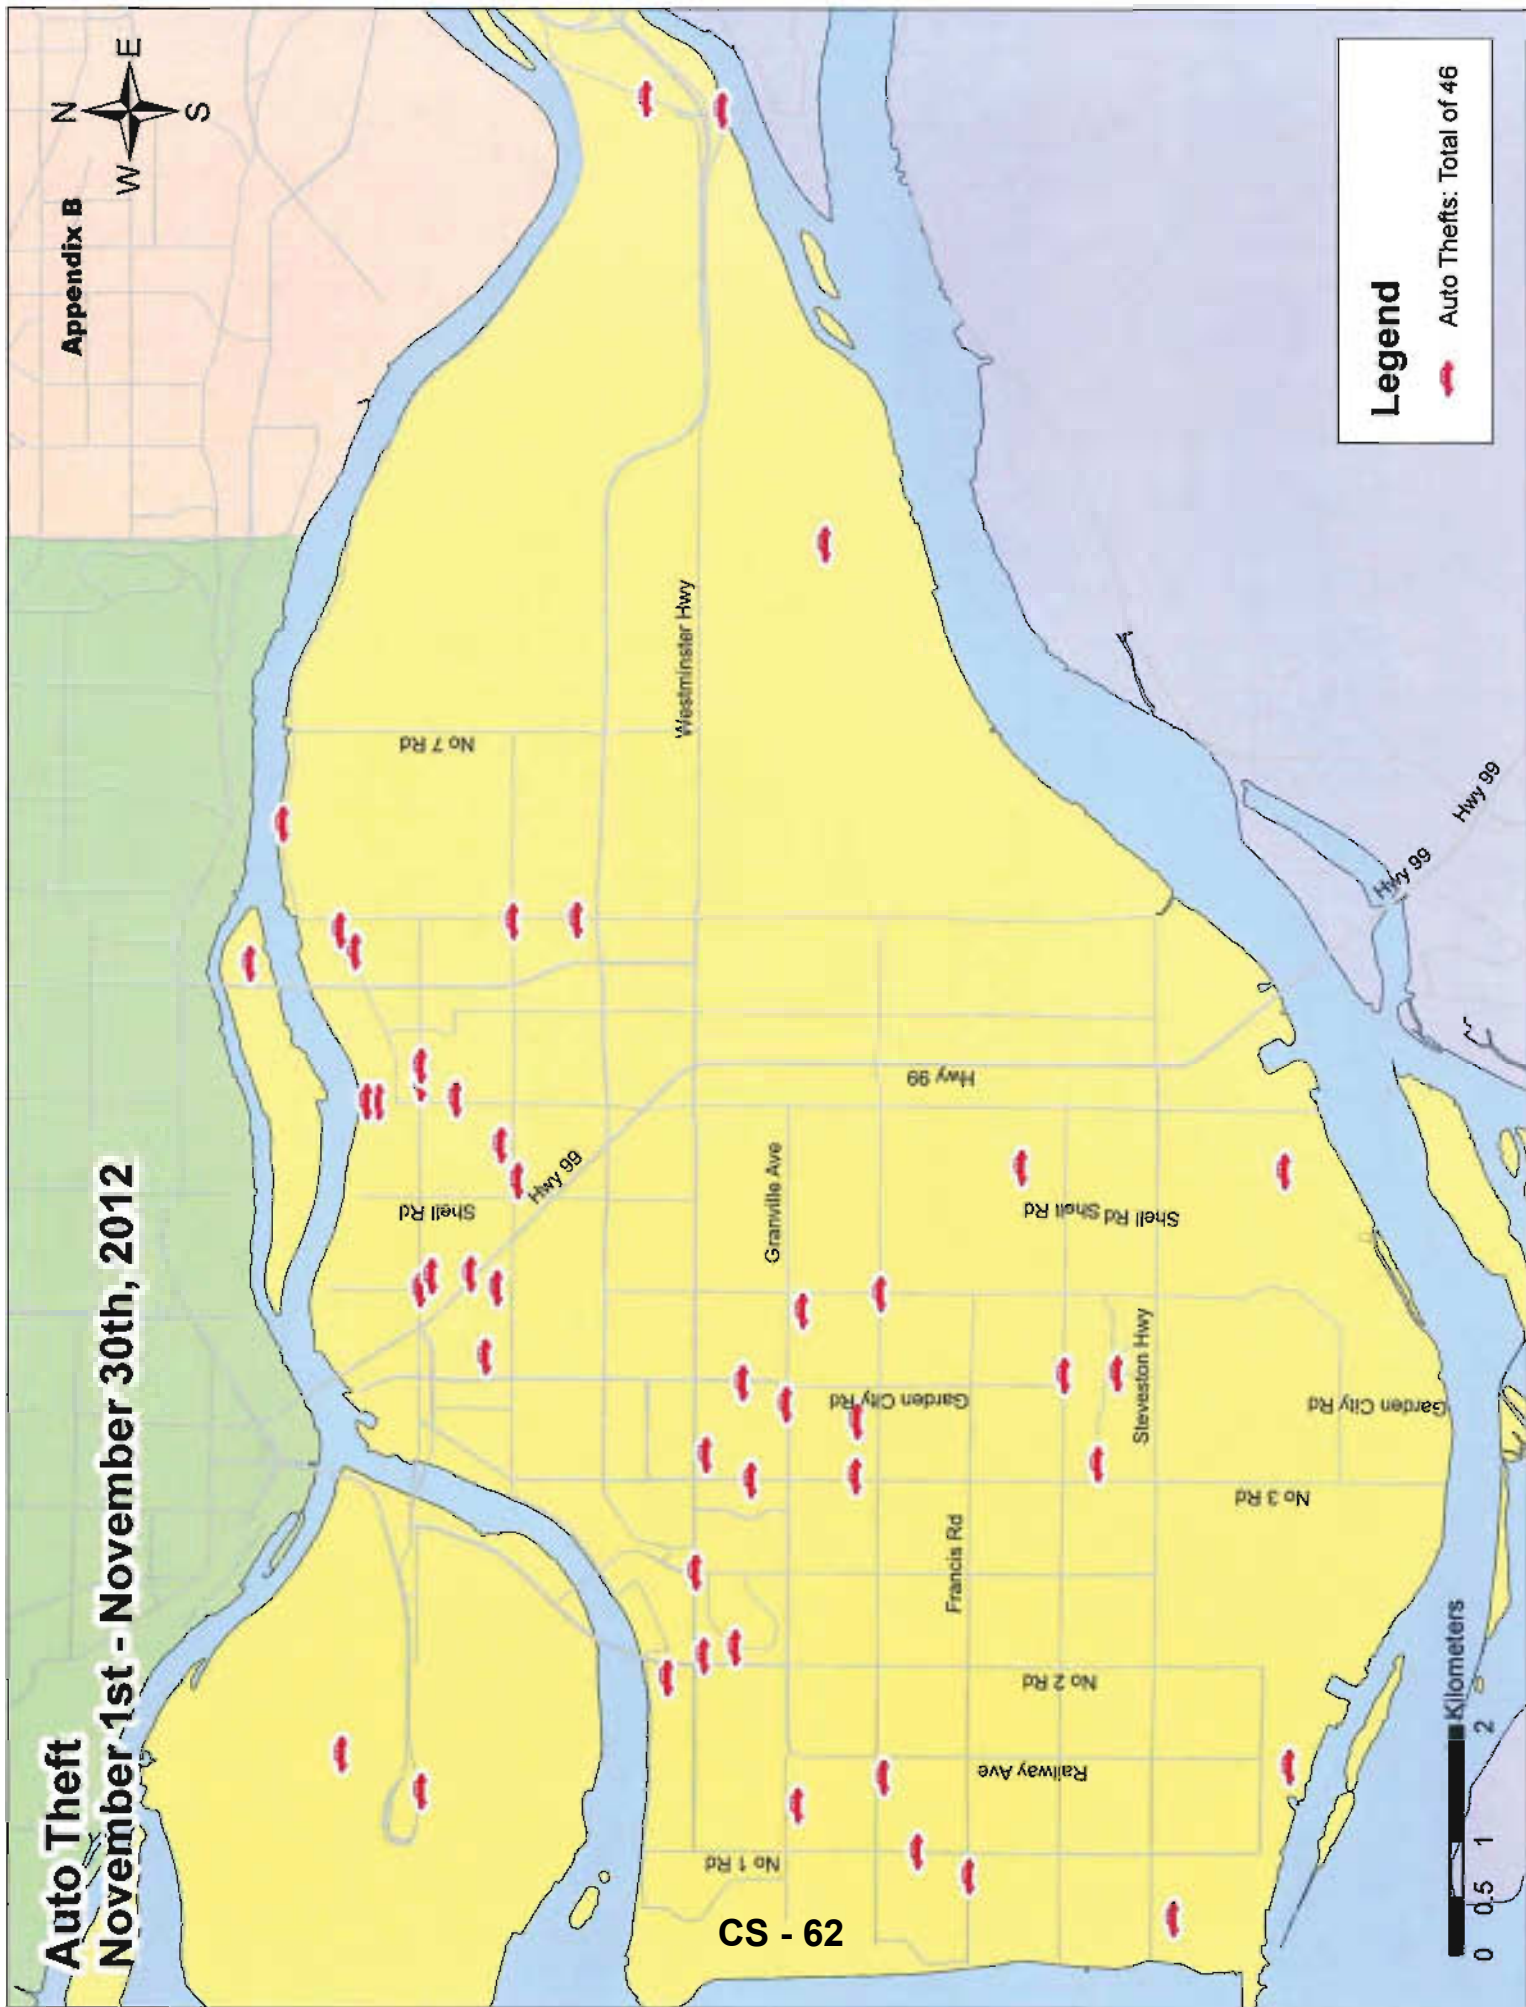 Auto Theft
November 1st - November 30th, 2012
Appendix B
N
W
E
S
No 7 Rd
Westminster Hwy
Shell Rd
Hwy 99
Hwy 99
Granville Ave
Shell Rd
Shell Rd
Hwy 99
Hwy 99
Garden City Rd
Steveston Hwy
Garden City Rd
No 3 Rd
Francis Rd
No 2 Rd
Railway Ave
No 1 Rd
Legend
Auto Thefts: Total of 46
0 0.5 1 2
Kilometers
CS - 62